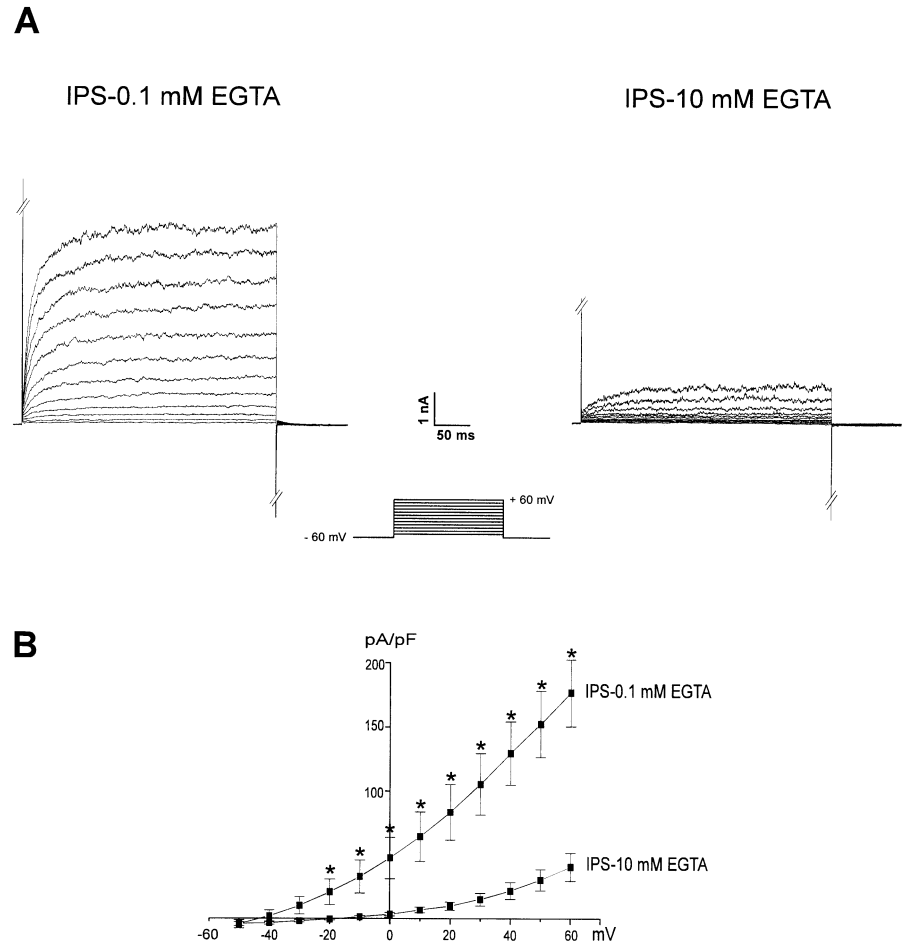 A
IPS-0.1 mM EGTA
IPS-10 mM EGTA
1 nA
50 ms
+ 60 mV
- 60 mV
B
pA/pF
200
150
100
* * * * * * * * *
IPS-0.1 mM EGTA
IPS-10 mM EGTA
-60 -40 -20 0 20 40 60 mV